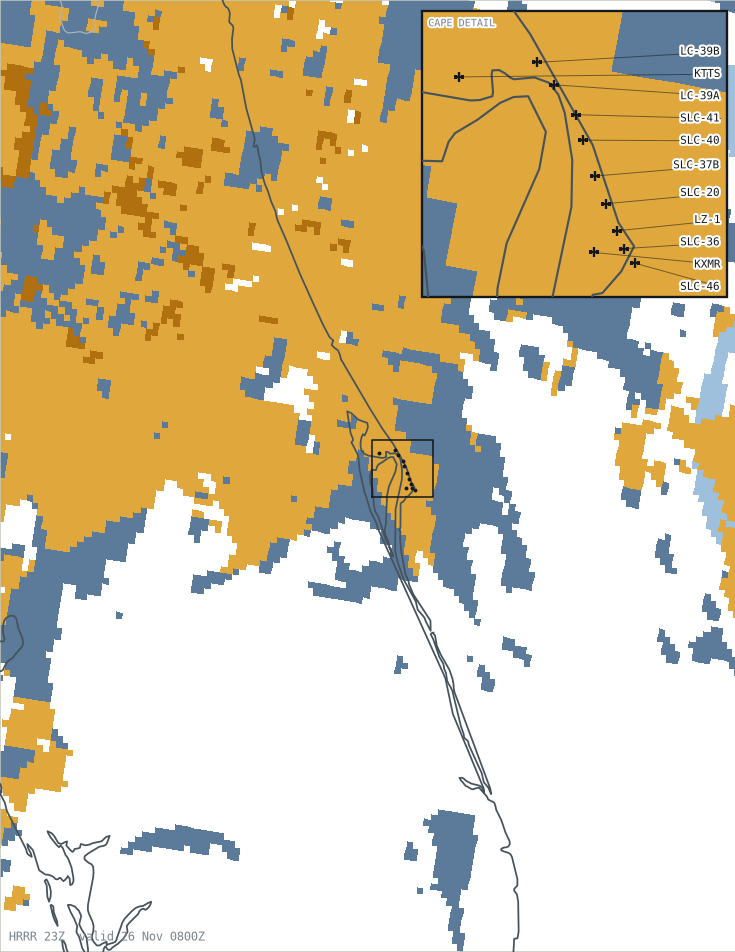 CAPE DETAIL
LC-39B
KTTS
LC-39A
SLC-41
SLC-40
SLC-37B
SLC-20
LZ-1
SLC-36
KXMR
SLC-46
HRRR 23Z valid 26 Nov 0800Z